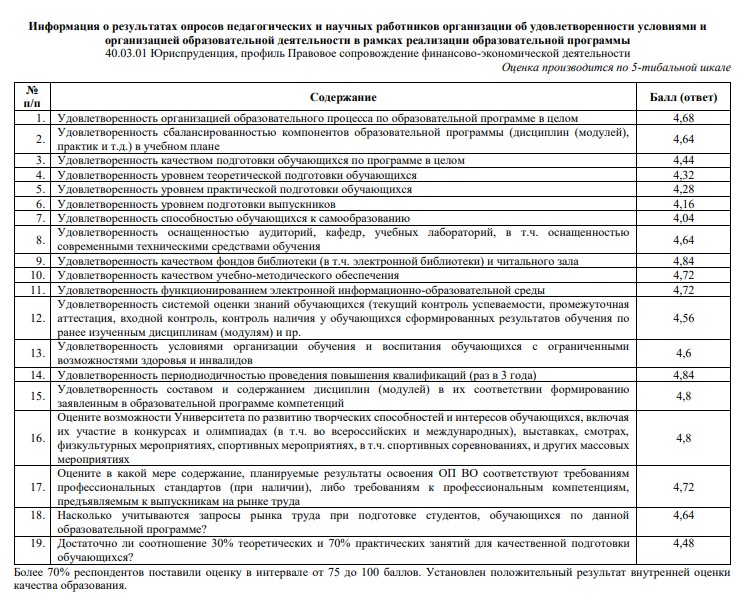 Информация о результатах опросов педагогических и научных работников организации об удовлетворенности условиями и
организацией образовательной деятельности в рамках реализации образовательной программы
40.03.01 Юриспруденция, профиль Правовое сопровождение финансово-экономической деятельности
Оценка производится по 5-тибальной шкале
№
п/п
Содержание
Балл (ответ)
1. Удовлетворенность организацией образовательного процесса по образовательной программе в целом 4,68
2. Удовлетворенность сбалансированностью компонентов образовательной программы (дисциплин (модулей),
практик и т.д.) в учебном плане 4,64
3. Удовлетворенность качеством подготовки обучающихся по программе в целом 4,44
4. Удовлетворенность уровнем теоретической подготовки обучающихся 4,32
5. Удовлетворенность уровнем практической подготовки обучающихся 4,28
6. Удовлетворенность уровнем подготовки выпускников 4,16
7. Удовлетворенность способностью обучающихся к самообразованию 4,04
8. Удовлетворенность оснащенностью аудиторий, кафедр, учебных лабораторий, в т.ч. оснащенностью
современными техническими средствами обучения 4,64
9. Удовлетворенность качеством фондов библиотеки (в т.ч. электронной библиотеки) и читального зала 4,84
10. Удовлетворенность качеством учебно-методического обеспечения 4,72
11. Удовлетворенность функционированием электронной информационно-образовательной среды 4,72
12. Удовлетворенность системой оценки знаний обучающихся (текущий контроль успеваемости, промежуточная
аттестация, входной контроль, контроль наличия у обучающихся сформированных результатов обучения по
ранее изученным дисциплинам (модулям) и пр. 4,56
13. Удовлетворенность условиями организации обучения и воспитания обучающихся с ограниченными
возможностями здоровья и инвалидов 4,6
14. Удовлетворенность периодиодичностью проведения повышения квалификаций (раз в 3 года) 4,84
15. Удовлетворенность составом и содержанием дисциплин (модулей) в их соответствии формированию
заявленным в образовательной программе компетенций 4,8
16. Оцените возможности Университета по развитию творческих способностей и интересов обучающихся, включая
их участие в конкурсах и олимпиадах (в т.ч. во всероссийских и международных), выставках, смотрах,
физкультурных мероприятиях, спортивных мероприятиях, в т.ч. спортивных соревнованиях, и других массовых
мероприятиях 4,8
17. Оцените в какой мере содержание, планируемые результаты освоения ОП ВО соответствуют требованиям
профессиональных стандартов (при наличии), либо требованиям к профессиональным компетенциям,
предъявляемым к выпускникам на рынке труда 4,72
18. Насколько учитываются запросы рынка труда при подготовке студентов, обучающихся по данной
образовательной программе? 4,64
19. Достаточно ли соотношение 30% теоретических и 70% практических занятий для качественной подготовки
обучающегося? 4,48
Более 70% респондентов поставили оценку в интервале от 75 до 100 баллов. Установлен положительный результат внутренней оценки
качества образования.